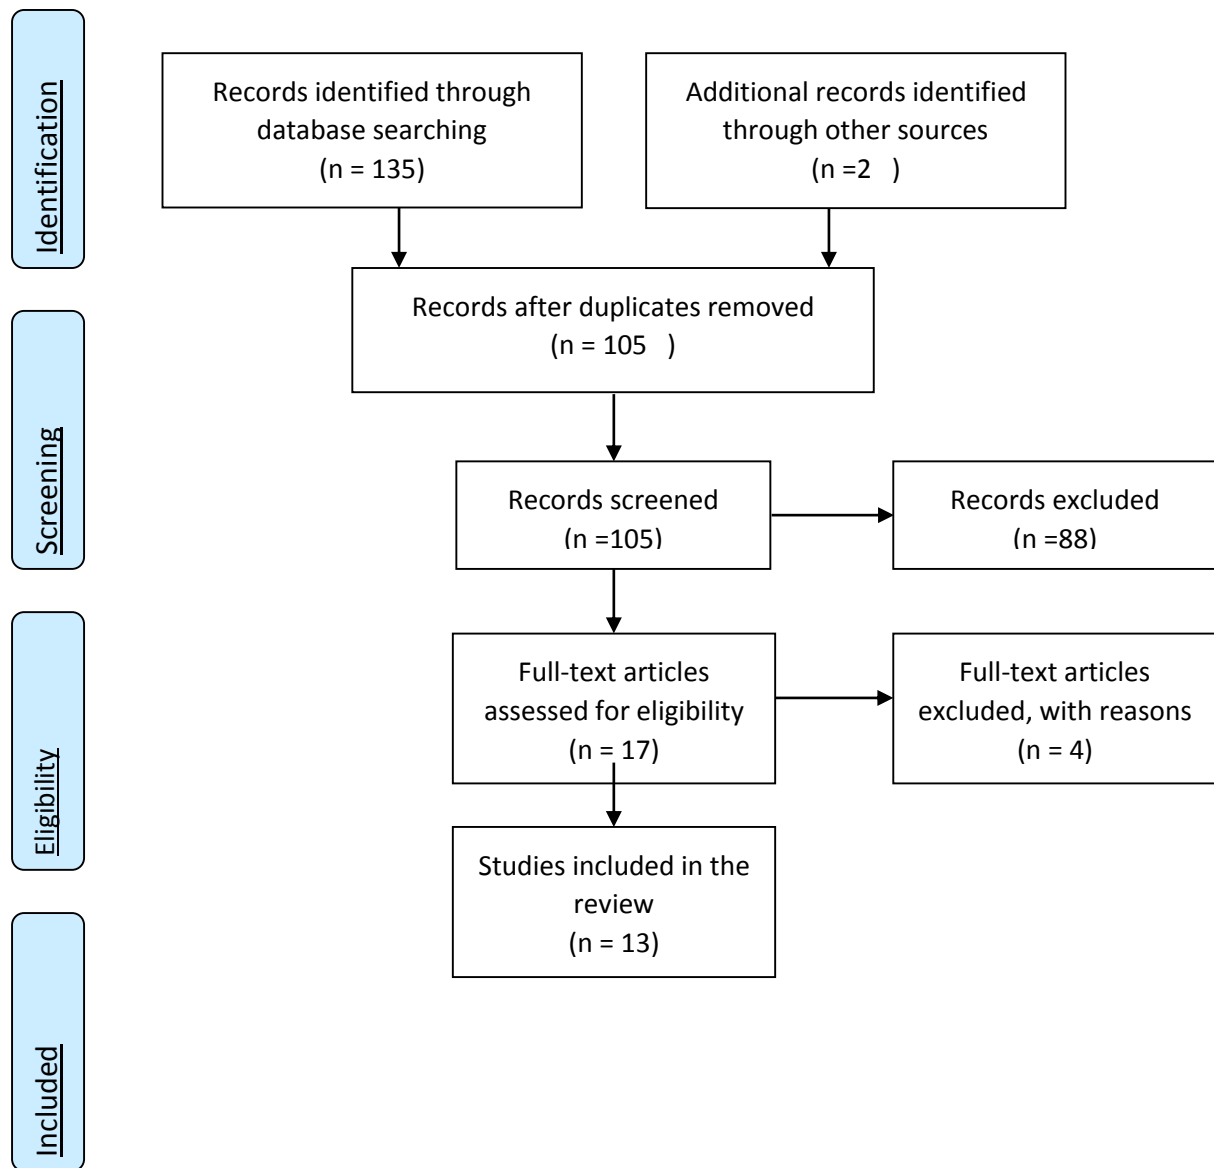 Identification
Records identified through
database searching
(n = 135)
Additional records identified
through other sources
(n =2   )
Records after duplicates removed
(n = 105   )
Screening
Records screened
(n =105)
Records excluded
(n =88)
Eligibility
Full-text articles
assessed for eligibility
(n = 17)
Full-text articles
excluded, with reasons
(n = 4)
Studies included in the
review
(n = 13)
Included